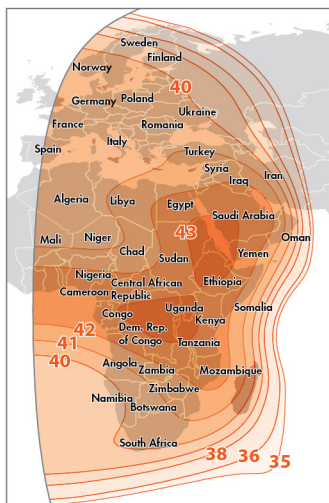 Sweden
Finland
Norway
40
Germany
Poland
Ukraine
France
Romania
Italy
Spain
Turkey
Syria
Iran
Iraq
Algeria
Libya
Egypt
Saudi Arabia
43
Oman
Mali
Niger
Chad
Sudan
Yemen
Nigeria
Central African
Republic
Ethiopia
Cameroon
Uganda
Somalia
Congo
Kenya
42
Dem. Rep.
of Congo
41
Tanzania
40
Angola
Zambia
Mozambique
Zimbabwe
Namibia
Botswana
South Africa
38
36
35